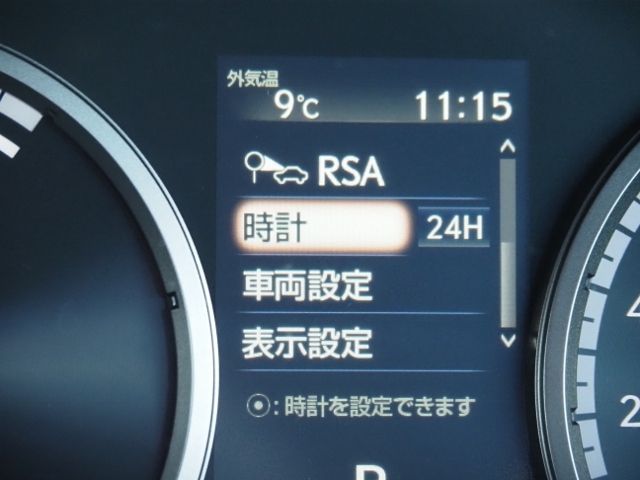 外気温
9℃ 11:15
RSA
時計 24H
車両設定
表示設定
⦿:時計を設定できます